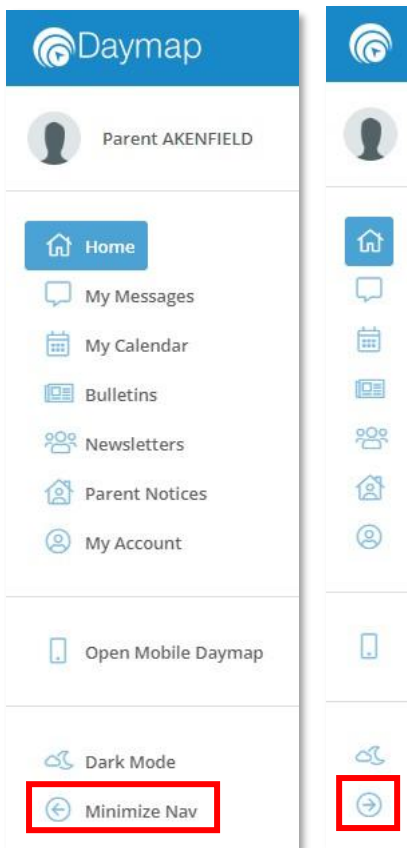 Daymap
Parent AKENFIELD
Home
My Messages
My Calendar
Bulletins
Newsletters
Parent Notices
My Account
Open Mobile Daymap
Dark Mode
Minimize Nav